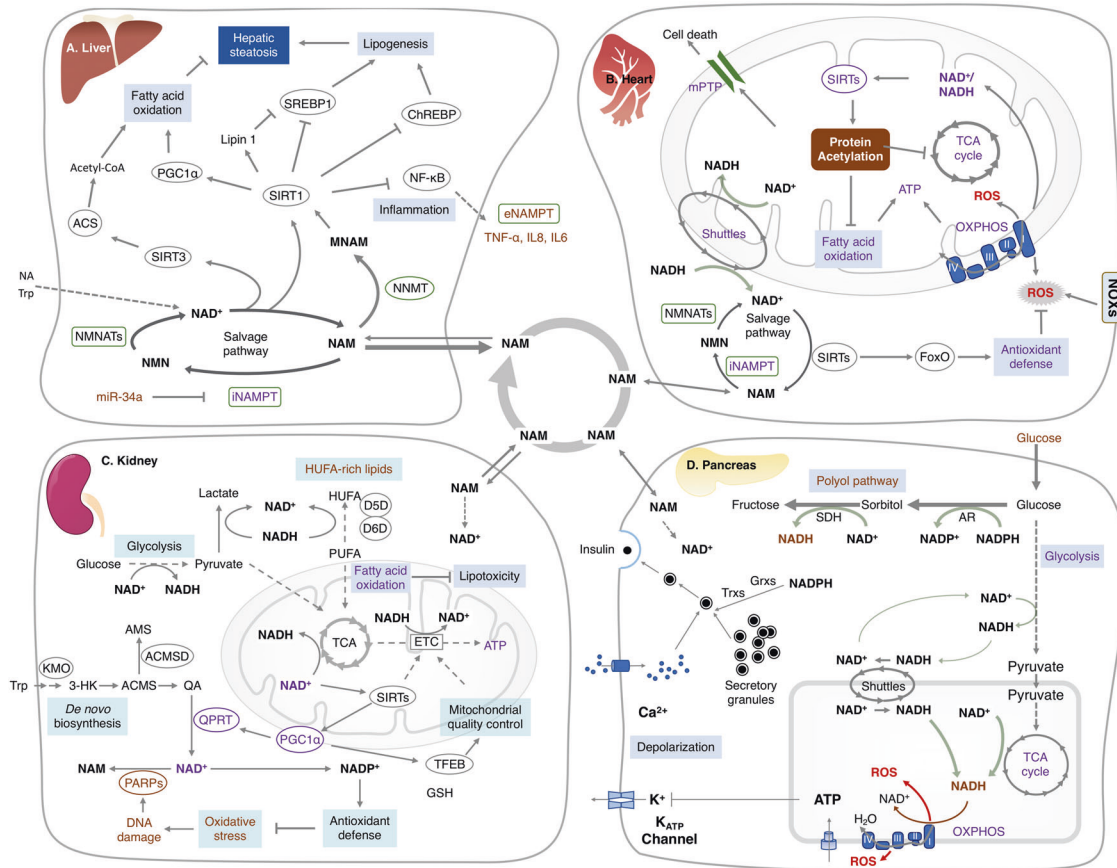 A. Liver
Hepatic
steatosis
Lipogenesis
Fatty acid
oxidation
SREBP1
ChREBP
Lipin 1
Acetyl-CoA
PGC1α
SIRT1
NF-κB
Inflammation
eNAMPT
TNF-α, IL8, IL6
ACS
SIRT3
MNAM
NNMT
NA
Trp
NAD⁺
NMNATs
Salvage
pathway
NAM
NMN
miR-34a
iNAMPT
NAM
NAM
NAM
NAM
B. Heart
Cell death
mPTP
SIRTs
NAD⁺/
NADH
Protein
Acetylation
TCA
cycle
NADH
NAD⁺
ATP
ROS
Shuttles
Fatty acid
oxidation
OXPHOS
I
II
III
IV
NADH
NAD⁺
ROS
NOXs
NMNATs
Salvage
pathway
NMN
iNAMPT
NAM
SIRTs
FoxO
Antioxidant
defense
C. Kidney
HUFA-rich lipids
Lactate
NAD⁺
HUFA
D5D
D6D
NADH
NAM
NAD⁺
Glycolysis
Glucose
Pyruvate
PUFA
NAD⁺
NADH
Fatty acid
oxidation
Lipotoxicity
NADH
NAD⁺
NADH
TCA
ETC
ATP
AMS
KMO
ACMSD
Trp
3-HK
ACMS
QA
NAD⁺
SIRTs
De novo
biosynthesis
QPRT
PGC1α
Mitochondrial
quality control
TFEB
GSH
NAM
NAD⁺
NADP⁺
PARPs
DNA
damage
Oxidative
stress
Antioxidant
defense
D. Pancreas
Glucose
Polyol pathway
Fructose
Sorbitol
Glucose
SDH
AR
NADH
NAD⁺
NADP⁺
NADPH
NAM
NAD⁺
Insulin
Glycolysis
Trxs
Grxs
NADPH
NAD⁺
NADH
Secretory
granules
Ca²⁺
Depolarization
NAD⁺
NADH
Shuttles
NAD⁺
NADH
NAD⁺
Pyruvate
Pyruvate
TCA
cycle
ROS
NADH
K⁺
K_ATP
Channel
ATP
NAD⁺
H₂O
OXPHOS
I
II
III
IV
ROS